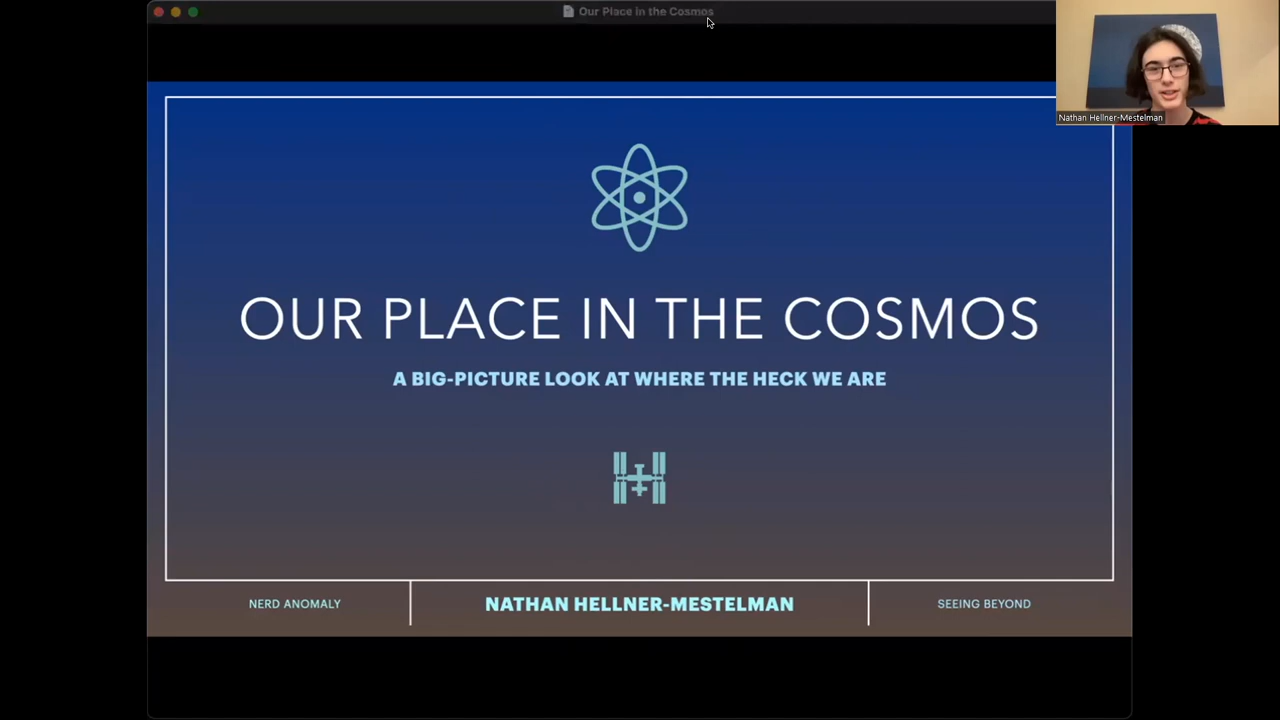 Our Place in the Cosmos
Nathan Hellner-Mestelman
OUR PLACE IN THE COSMOS
A BIG-PICTURE LOOK AT WHERE THE HECK WE ARE
NERD ANOMALY
NATHAN HELLNER-MESTELMAN
SEEING BEYOND